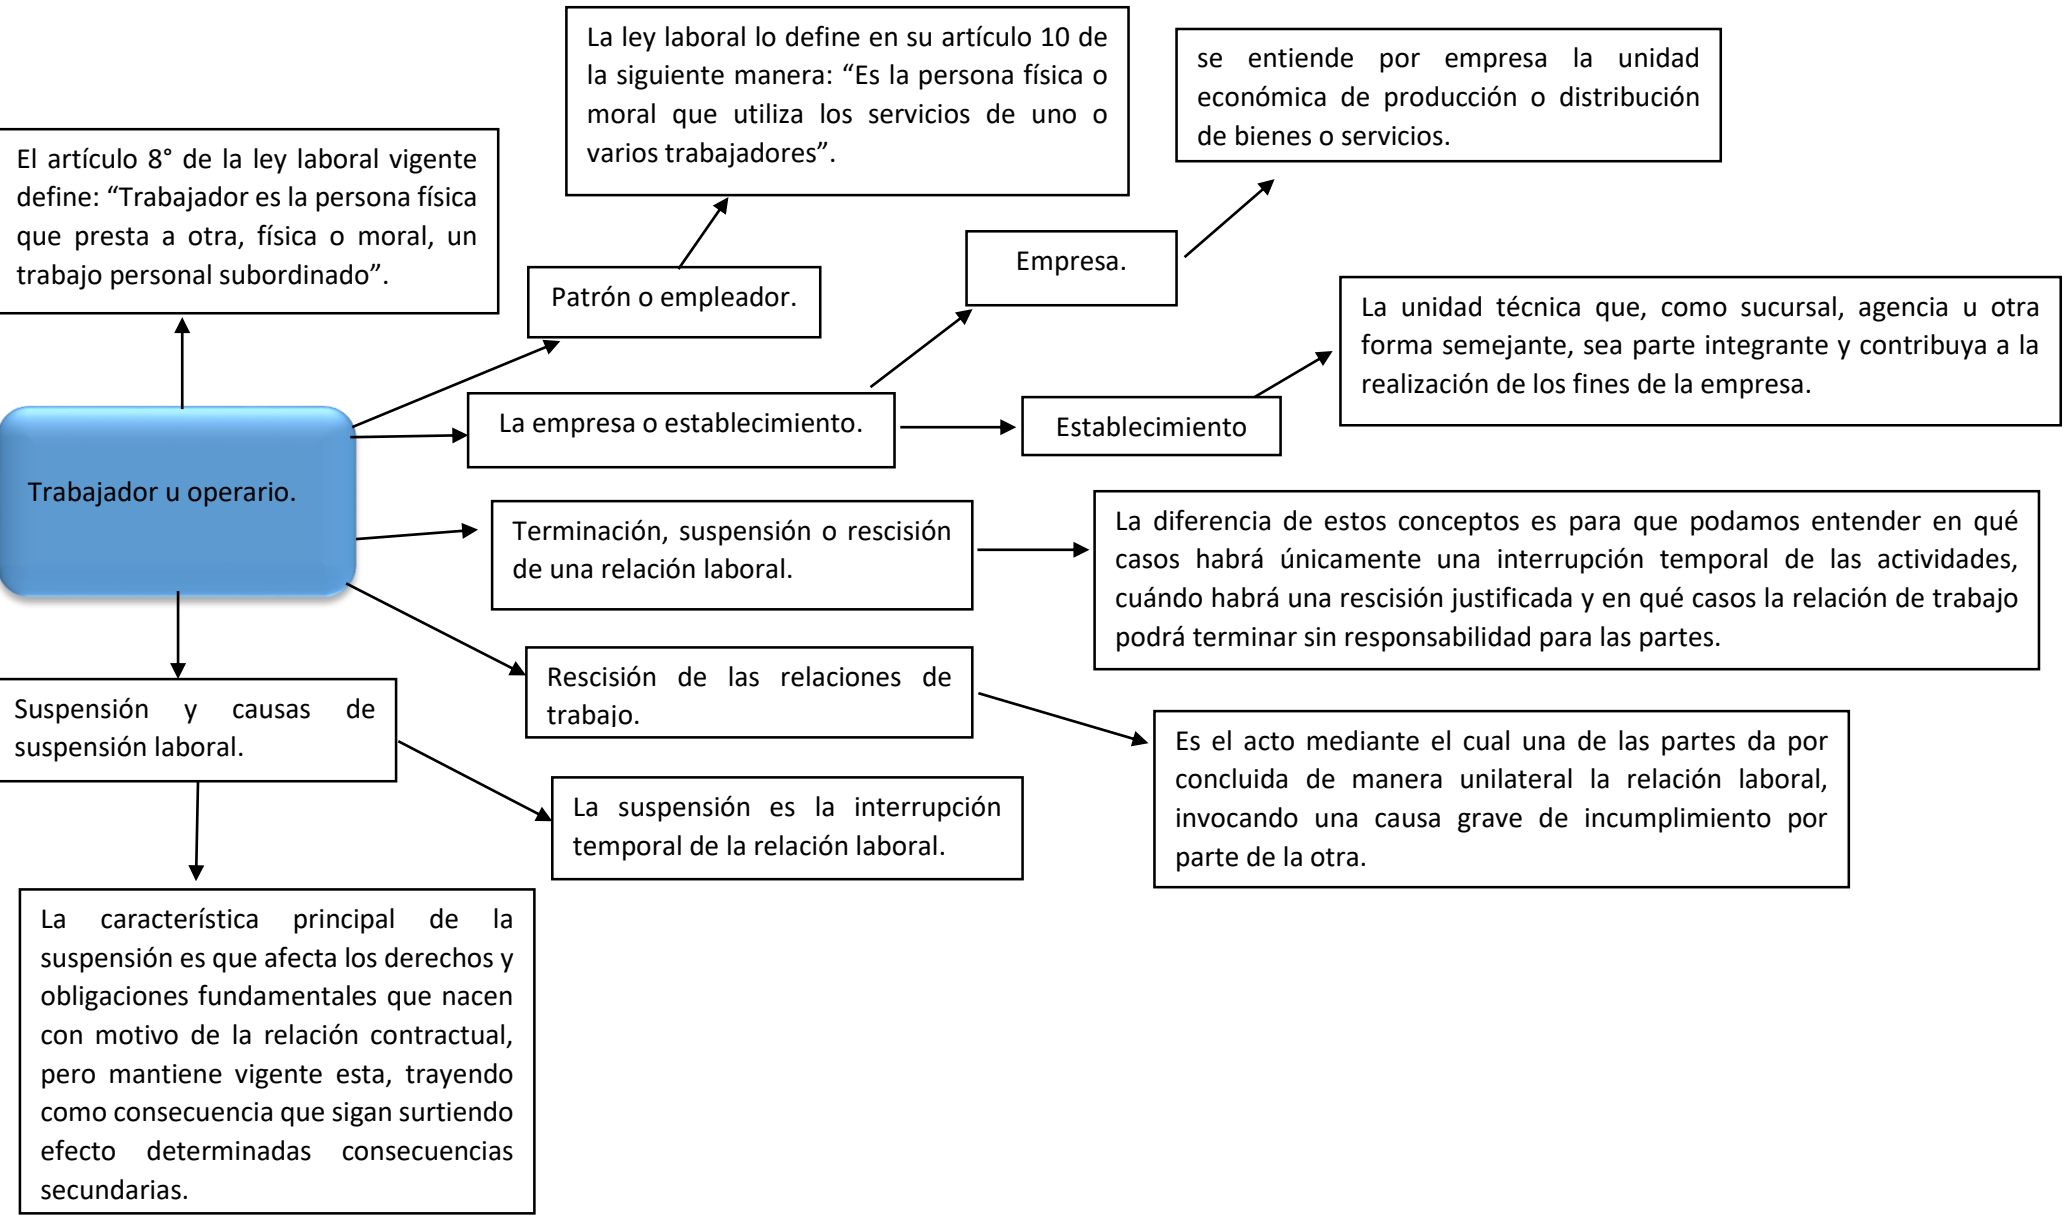 La ley laboral lo define en su artículo 10 de
la siguiente manera: “Es la persona física o
moral que utiliza los servicios de uno o
varios trabajadores”.
se entiende por empresa la unidad
económica de producción o distribución
de bienes o servicios.
El artículo 8° de la ley laboral vigente
define: “Trabajador es la persona física
que presta a otra, física o moral, un
trabajo personal subordinado”.
Patrón o empleador.
Empresa.
La unidad técnica que, como sucursal, agencia u otra
forma semejante, sea parte integrante y contribuya a la
realización de los fines de la empresa.
La empresa o establecimiento.
Establecimiento
Trabajador u operario.
Terminación, suspensión o rescisión
de una relación laboral.
La diferencia de estos conceptos es para que podamos entender en qué
casos habrá únicamente una interrupción temporal de las actividades,
cuándo habrá una rescisión justificada y en qué casos la relación de trabajo
podrá terminar sin responsabilidad para las partes.
Rescisión de las relaciones de
trabajo.
Suspensión y causas de
suspensión laboral.
Es el acto mediante el cual una de las partes da por
concluida de manera unilateral la relación laboral,
invocando una causa grave de incumplimiento por
parte de la otra.
La suspensión es la interrupción
temporal de la relación laboral.
La característica principal de la
suspensión es que afecta los derechos y
obligaciones fundamentales que nacen
con motivo de la relación contractual,
pero mantiene vigente esta, trayendo
como consecuencia que sigan surtiendo
efecto determinadas consecuencias
secundarias.